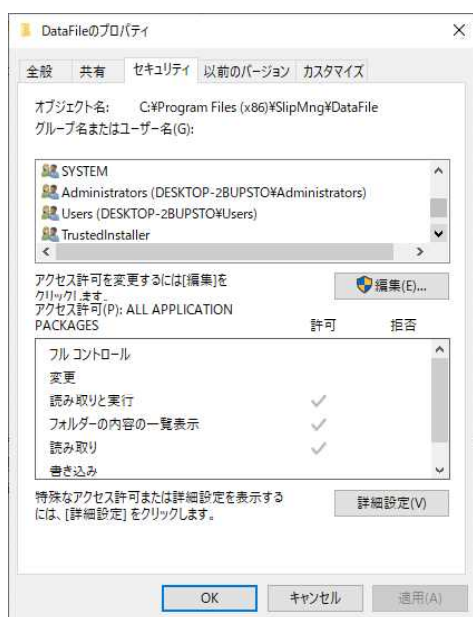 DataFileのプロパティ
全般 共有 セキュリティ 以前のバージョン カスタマイズ
オブジェクト名: C:¥Program Files (x86)¥SlipMng¥DataFile
グループ名またはユーザー名(G):
SYSTEM
Administrators (DESKTOP-2BUPSTO¥Administrators)
Users (DESKTOP-2BUPSTO¥Users)
TrustedInstaller
アクセス許可を変更するには[編集]を
クリックします。
編集(E)...
アクセス許可(P): ALL APPLICATION
PACKAGES 許可 拒否
フル コントロール
変更
読み取りと実行
フォルダーの内容の一覧表示
読み取り
書き込み
特殊なアクセス許可または詳細設定を表示する
には、[詳細設定] をクリックします。
詳細設定(V)
OK キャンセル 適用(A)